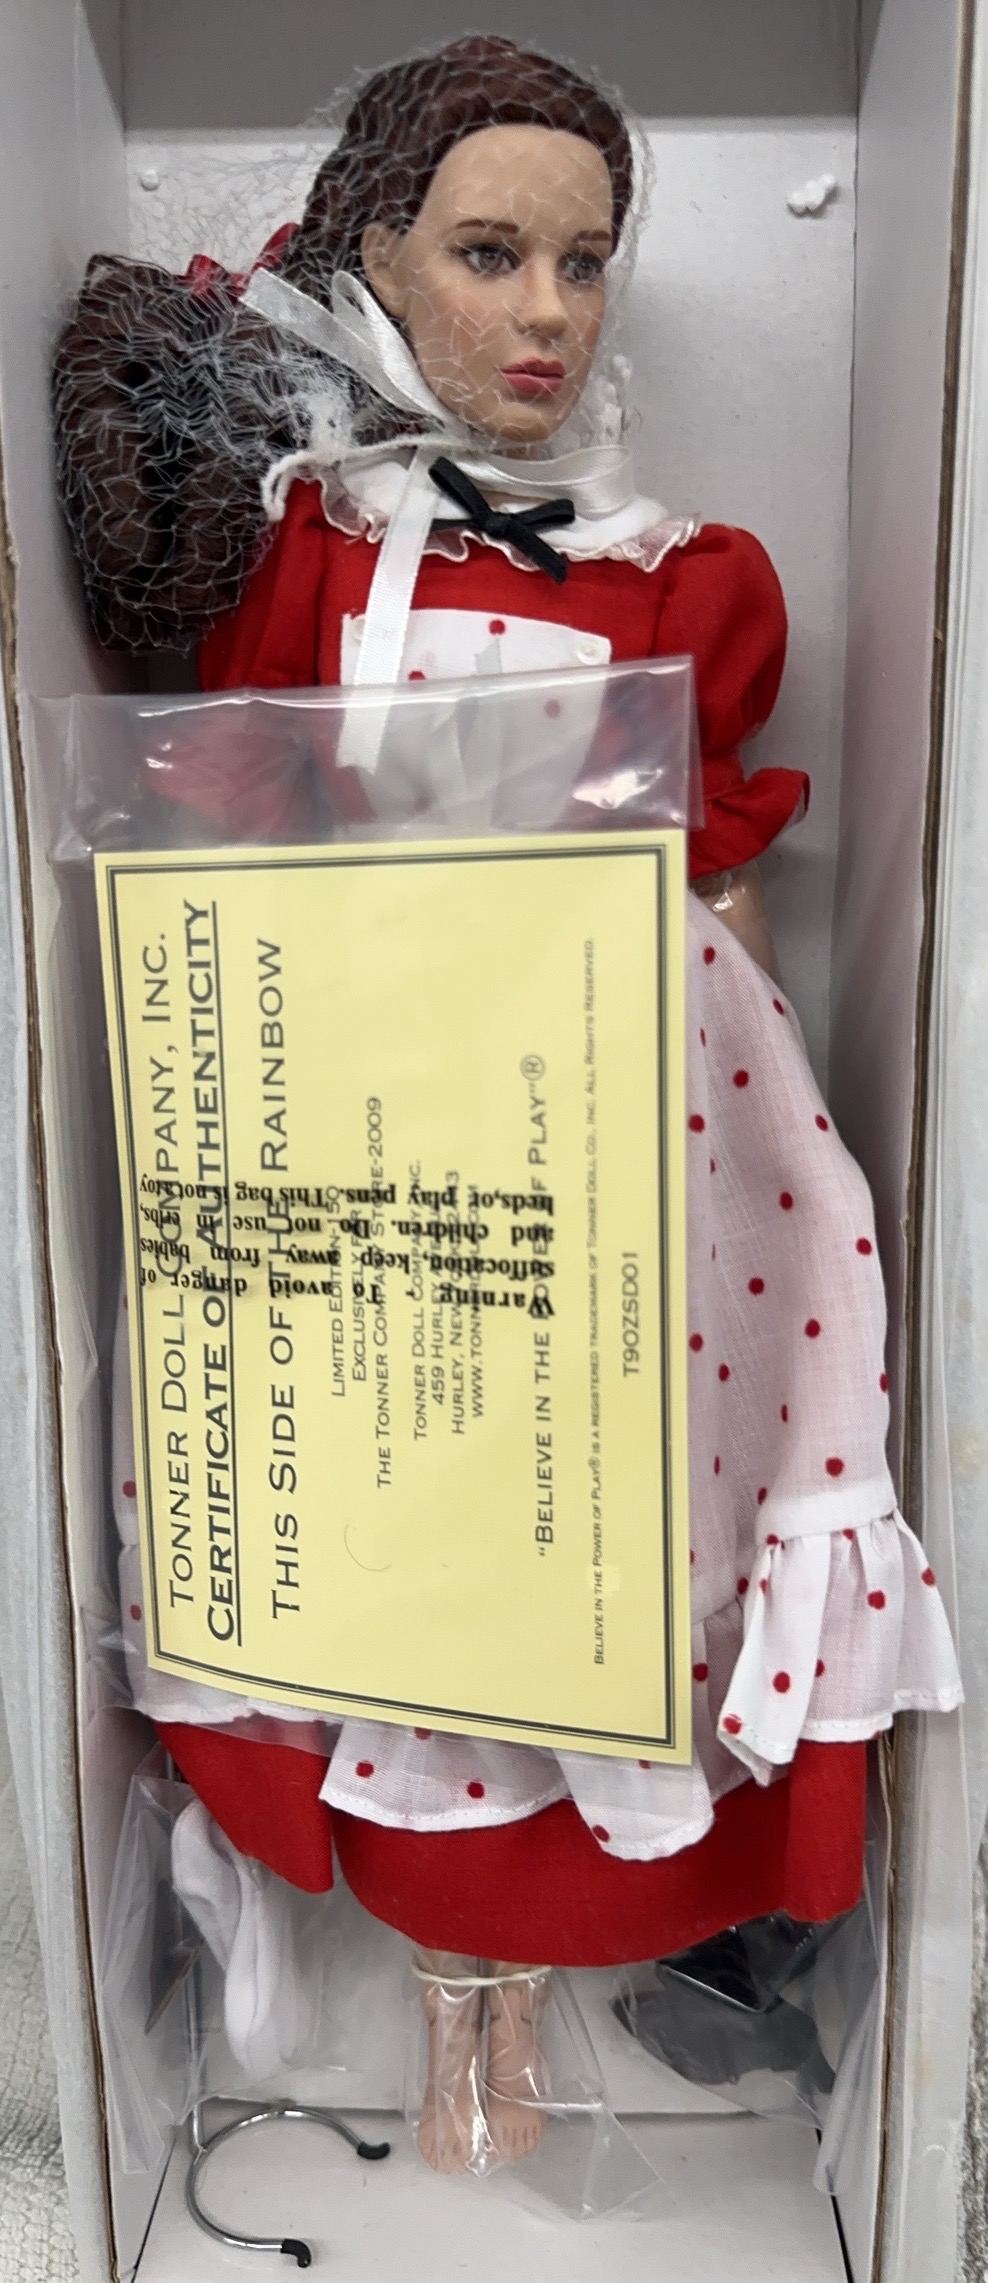 TONNER DOLL COMPANY, INC.
CERTIFICATE OF AUTHENTICITY
THIS SIDE OF THE RAINBOW
LIMITED EDITION-150
EXCLUSIVELY FOR
THE TONNER COMPANY STORE-2009
TONNER DOLL COMPANY, INC.
459 HURLEY
HURLEY, NEW
WWW.TONN
"BELIEVE IN THE POWER OF PLAY"®
BELIEVE IN THE POWER OF PLAY® IS A REGISTERED TRADEMARK OF TONNER DOLL CO., INC. ALL RIGHTS RESERVED.
T9OZSD01
Warning - To avoid danger of
suffocation, keep away from babies
and children. Do not use in cribs,
beds, or play pens. This bag is not a toy